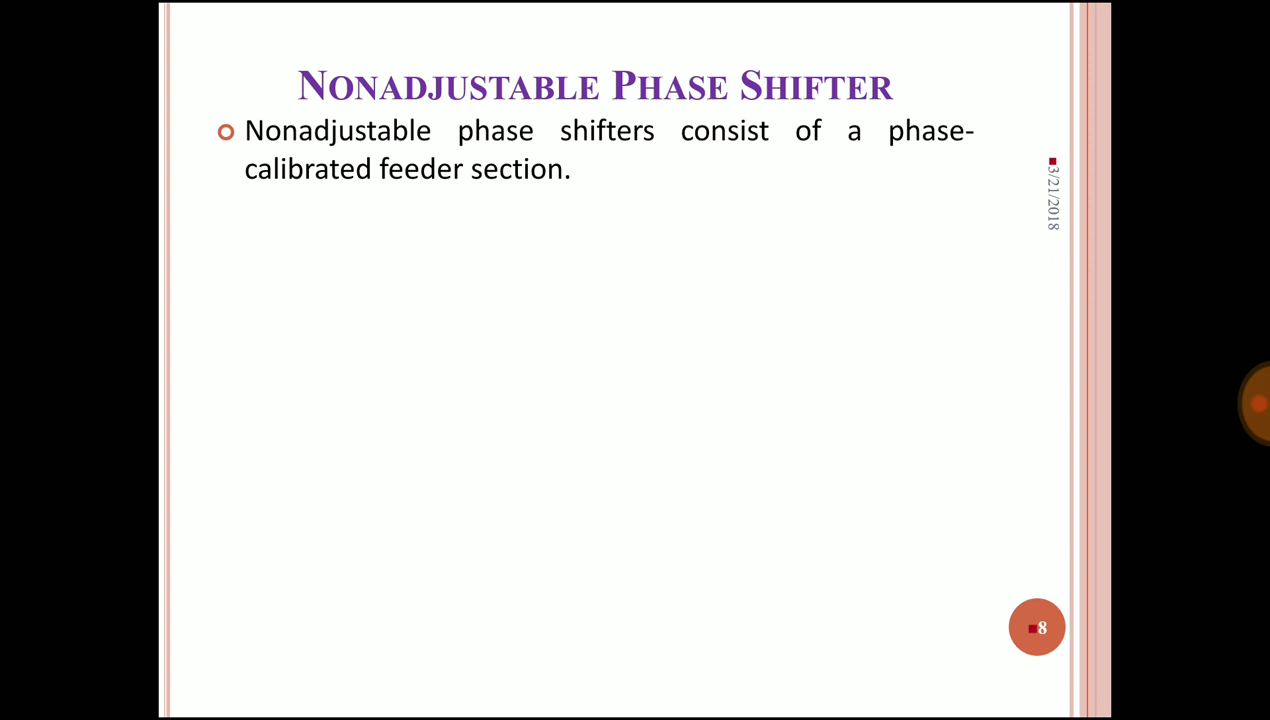 NONADJUSTABLE PHASE SHIFTER
Nonadjustable phase shifters consist of a phase-
calibrated feeder section.
3/21/2018
8